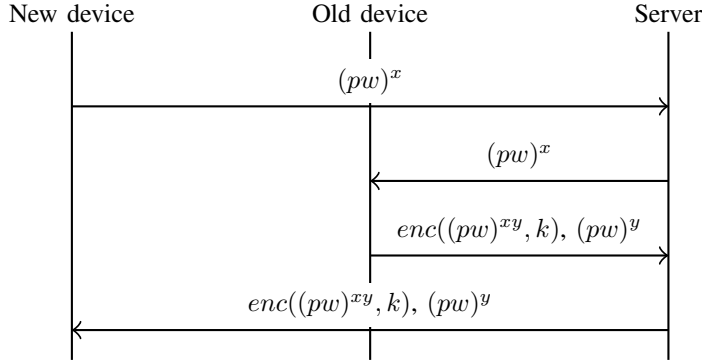 New device Old device Server
(pw)^x
(pw)^x
enc((pw)^{xy}, k), (pw)^y
enc((pw)^{xy}, k), (pw)^y